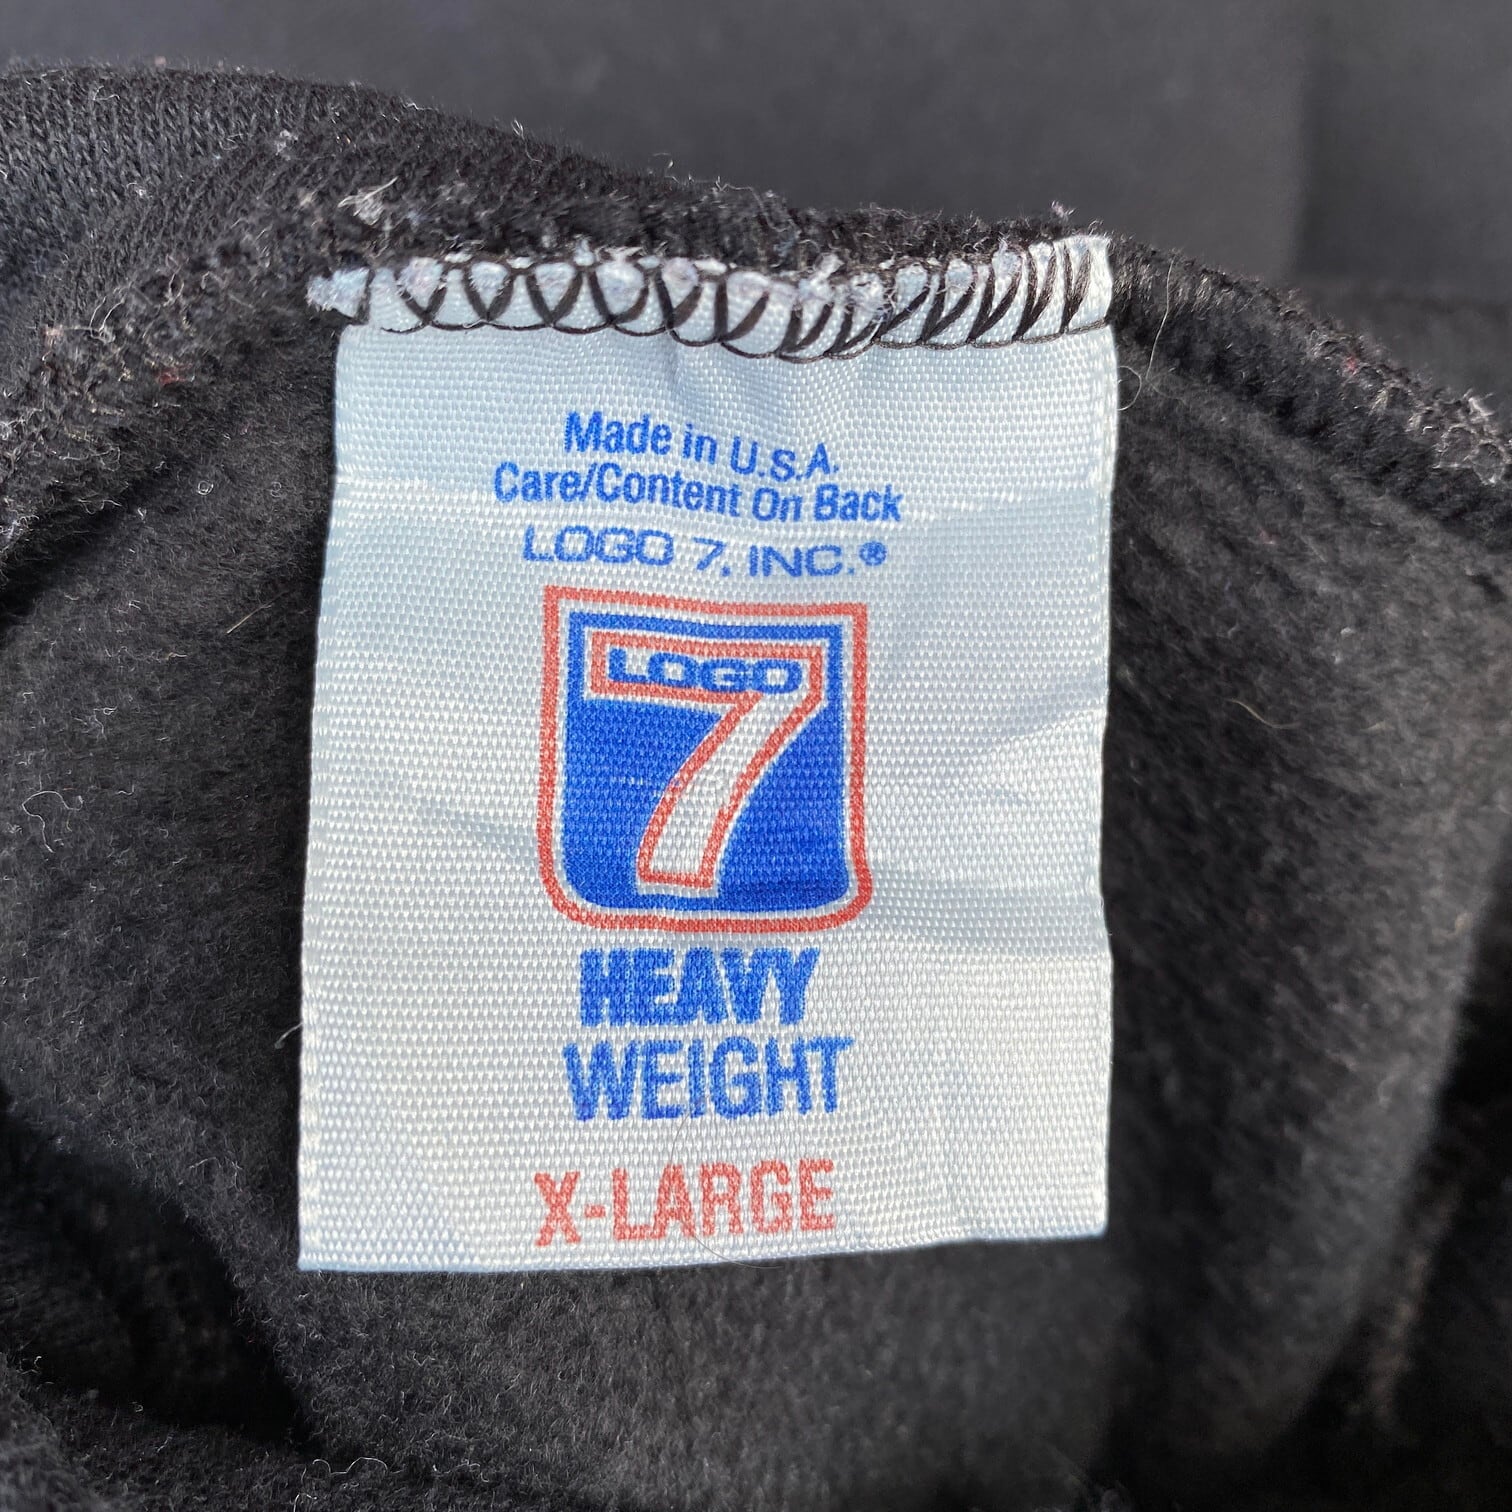 Made in U.S.A.
Care/Content On Back
LOGO 7, INC.®
LOGO
7
HEAVY
WEIGHT
X-LARGE